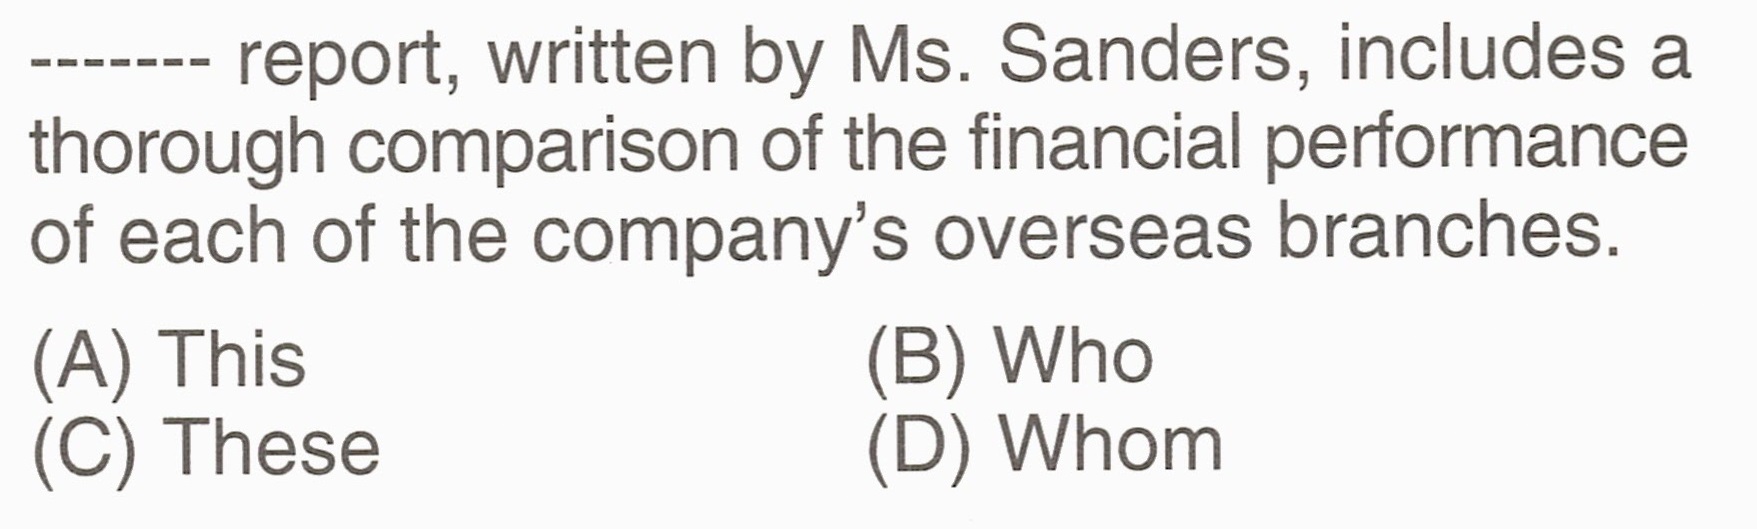 ------- report, written by Ms. Sanders, includes a
thorough comparison of the financial performance
of each of the company's overseas branches.
(A) This
(B) Who
(C) These
(D) Whom